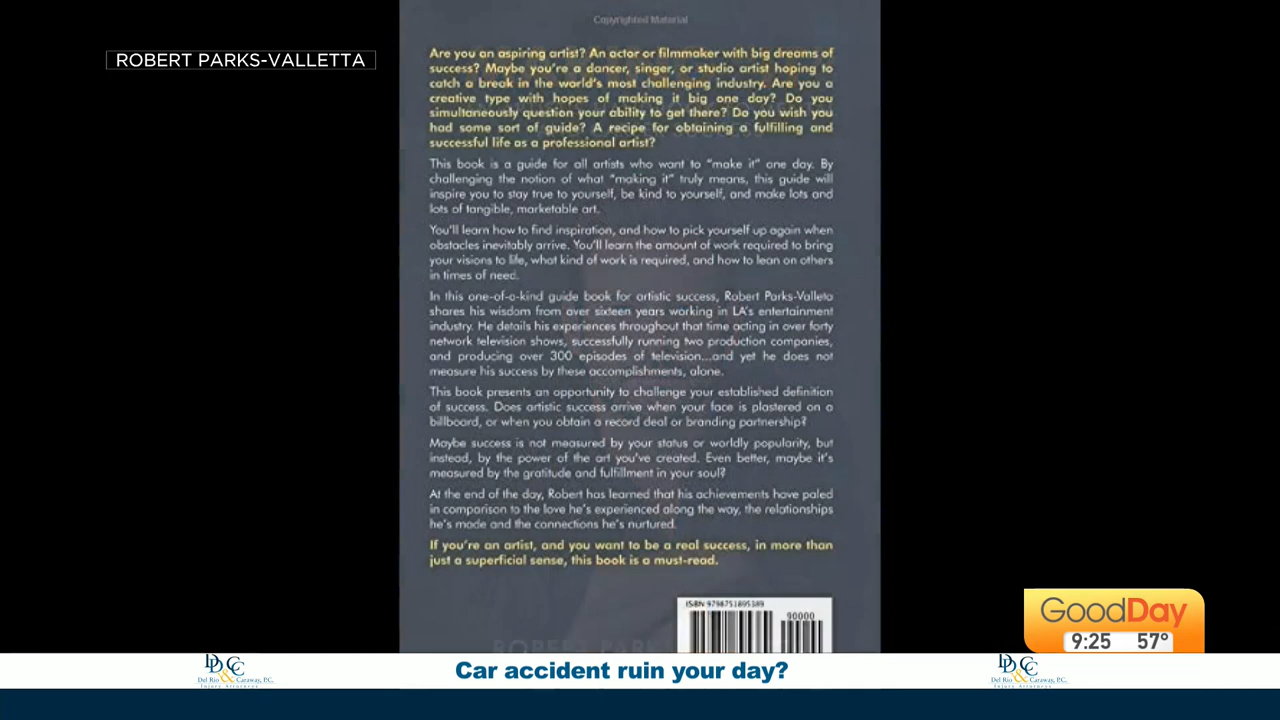 Copyrighted Material
ROBERT PARKS-VALLETTA
Are you an aspiring artist? An actor or filmmaker with big dreams of
success? Maybe you're a dancer, singer, or studio artist hoping to
catch a break in the world's most challenging industry. Are you a
creative type with hopes of making it big one day? Do you
simultaneously question your ability to get there? Do you wish you
had some sort of guide? A recipe for obtaining a fulfilling and
successful life as a professional artist?
This book is a guide for all artists who want to "make it" one day. By
challenging the notion of what "making it" truly means, this guide will
inspire you to stay true to yourself, be kind to yourself, and make lots and
lots of tangible, marketable art.
You'll learn how to find inspiration, and how to pick yourself up again when
obstacles inevitably arrive. You'll learn the amount of work required to bring
your visions to life, what kind of work is required, and how to lean on others
in times of need.
In this one-of-a-kind guide book for artistic success, Robert Parks-Valleta
shares his wisdom from over sixteen years working in LA's entertainment
industry. He details his experiences throughout that time acting in over forty
network television shows, successfully running two production companies,
and producing over 300 episodes of television...and yet he does not
measure his success by these accomplishments, alone.
This book presents an opportunity to challenge your established definition
of success. Does artistic success arrive when your face is plastered on a
billboard, or when you obtain a record deal or branding partnership?
Maybe success is not measured by your status or worldly popularity, but
instead, by the power of the art you've created. Even better, maybe it's
measured by the gratitude and fulfillment in your soul?
At the end of the day, Robert has learned that his achievements have paled
in comparison to the love he's experienced along the way, the relationships
he's made and the connections he's nurtured.
If you're an artist, and you want to be a real success, in more than
just a superficial sense, this book is a must-read.
ISBN 9798751895389
90000
ROBERT PARK
GoodDay
9:25 57°
DD&CC
Del Rio & Caraway, P.C.
Injury Attorneys
Car accident ruin your day?
DD&CC
Del Rio & Caraway, P.C.
Injury Attorneys